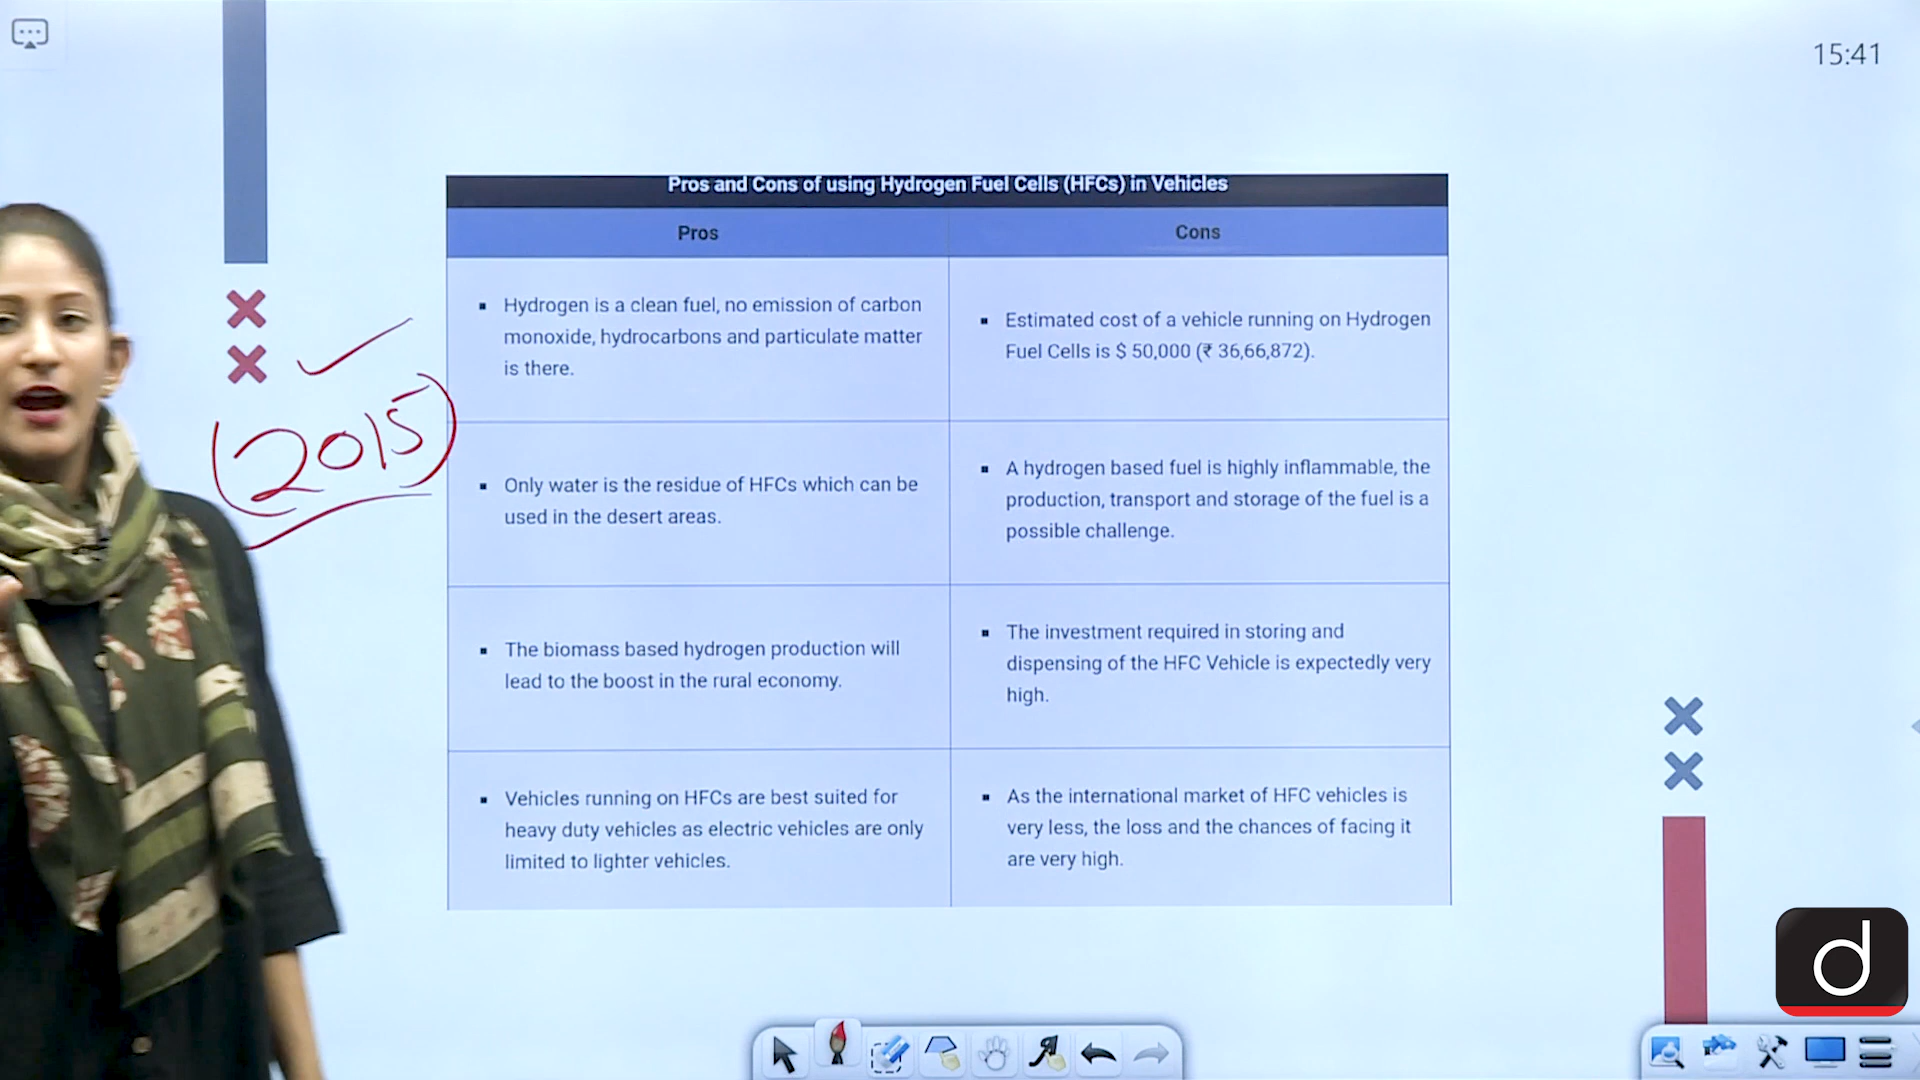 15:41
Pros and Cons of using Hydrogen Fuel Cells (HFCs) in Vehicles
Pros
Cons
Hydrogen is a clean fuel, no emission of carbon
monoxide, hydrocarbons and particulate matter
is there.
Estimated cost of a vehicle running on Hydrogen
Fuel Cells is $ 50,000 (₹ 36,66,872).
(2015)
Only water is the residue of HFCs which can be
used in the desert areas.
A hydrogen based fuel is highly inflammable, the
production, transport and storage of the fuel is a
possible challenge.
The biomass based hydrogen production will
lead to the boost in the rural economy.
The investment required in storing and
dispensing of the HFC Vehicle is expectedly very
high.
Vehicles running on HFCs are best suited for
heavy duty vehicles as electric vehicles are only
limited to lighter vehicles.
As the international market of HFC vehicles is
very less, the loss and the chances of facing it
are very high.
d